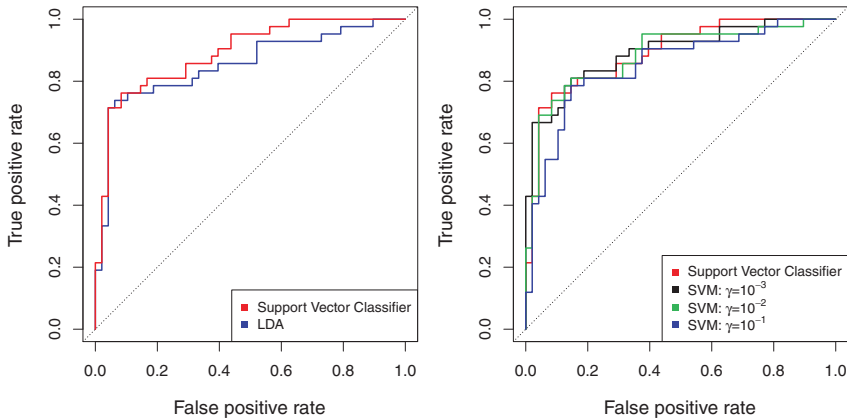 True positive rate
1.0
0.8
0.6
0.4
0.2
0.0
0.0 0.2 0.4 0.6 0.8 1.0
False positive rate
Support Vector Classifier
LDA
True positive rate
1.0
0.8
0.6
0.4
0.2
0.0
0.0 0.2 0.4 0.6 0.8 1.0
False positive rate
Support Vector Classifier
SVM: γ=10⁻³
SVM: γ=10⁻²
SVM: γ=10⁻¹